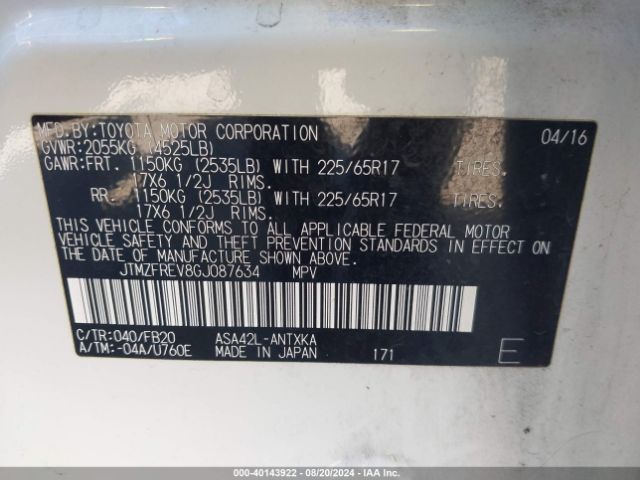 MFD.BY:TOYOTA MOTOR CORPORATION 04/16
GVWR:2055KG (4525LB)
GAWR:FRT. 1150KG (2535LB) WITH 225/65R17 TIRES.
17X6 1/2J RIMS.
RR. 1150KG (2535LB) WITH 225/65R17 TIRES.
17X6 1/2J RIMS.
THIS VEHICLE CONFORMS TO ALL APPLICABLE FEDERAL MOTOR
VEHICLE SAFETY AND THEFT PREVENTION STANDARDS IN EFFECT ON
THE DATE OF MANUFACTURE SHOWN ABOVE.
JTMZFREV8GJ087634 MPV
C/TR:040/FB20 ASA42L-ANTXKA
A/TM:-04A/U760E MADE IN JAPAN 171 E
000-40143922 - 08/20/2024 - IAA Inc.